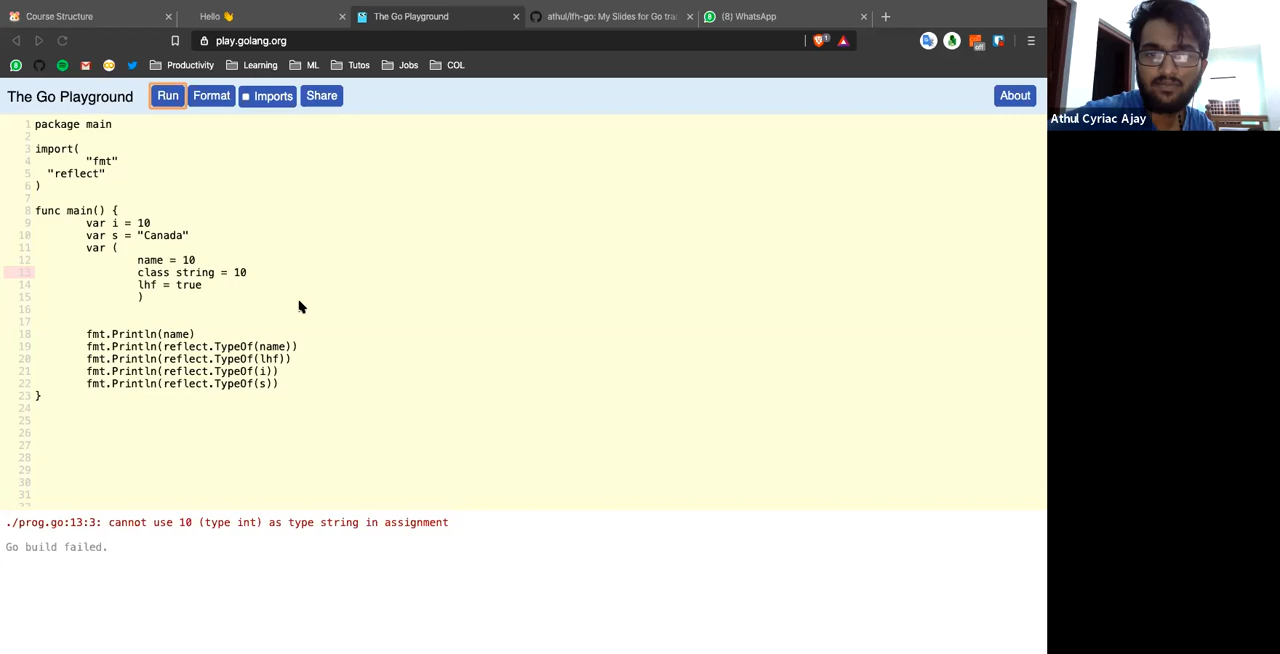 Course Structure
Hello 👋
The Go Playground
athul/lfh-go: My Slides for Go tra
(8) WhatsApp
play.golang.org
1
Productivity
Learning
ML
Tutos
Jobs
COL
The Go Playground
Run
Format
Imports
Share
About
Athul Cyriac Ajay
1 package main
2
3 import(
4 "fmt"
5 "reflect"
6 )
7
8 func main() {
9 var i = 10
10 var s = "Canada"
11 var (
12 name = 10
13 class string = 10
14 lhf = true
15 )
16
17
18 fmt.Println(name)
19 fmt.Println(reflect.TypeOf(name))
20 fmt.Println(reflect.TypeOf(lhf))
21 fmt.Println(reflect.TypeOf(i))
22 fmt.Println(reflect.TypeOf(s))
23 }
24
25
26
27
28
29
30
31
./prog.go:13:3: cannot use 10 (type int) as type string in assignment
Go build failed.